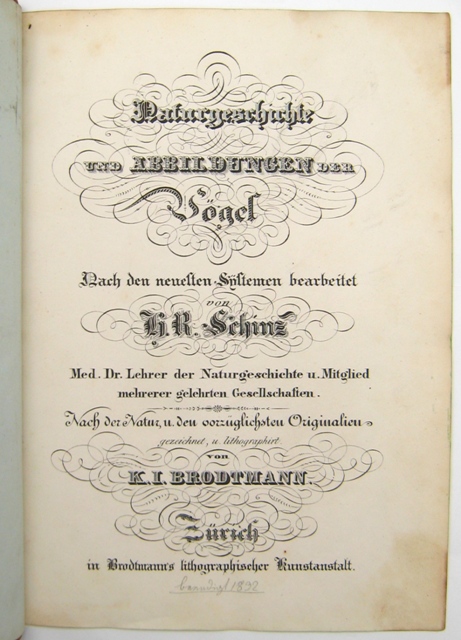 Naturgeschichte
UND ABBILDUNGEN DER
Vögel
Nach den neuesten Systemen bearbeitet
von
H. R. Schinz
Med. Dr. Lehrer der Naturgeschichte u. Mitglied
mehrerer gelehrten Gesellschaften.
Nach der Natur, u. den vorzüglichsten Originalien
gezeichnet, u. lithographirt.
von
K. I. BRODTMANN.
Zürich
in Brodtmann's lithographischer Kunstanstalt.